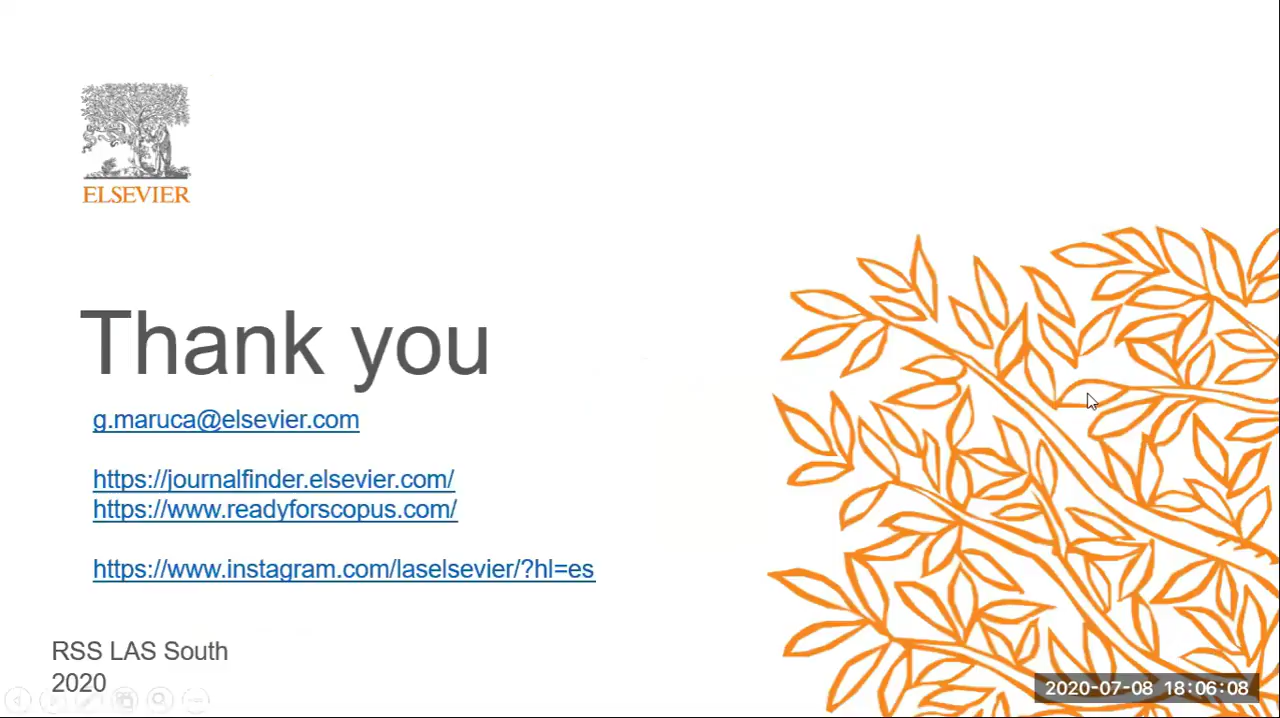 ELSEVIER
Thank you
g.maruca@elsevier.com
https://journalfinder.elsevier.com/
https://www.readyforscopus.com/
https://www.instagram.com/laselsevier/?hl=es
RSS LAS South
2020
2020-07-08 18:06:08